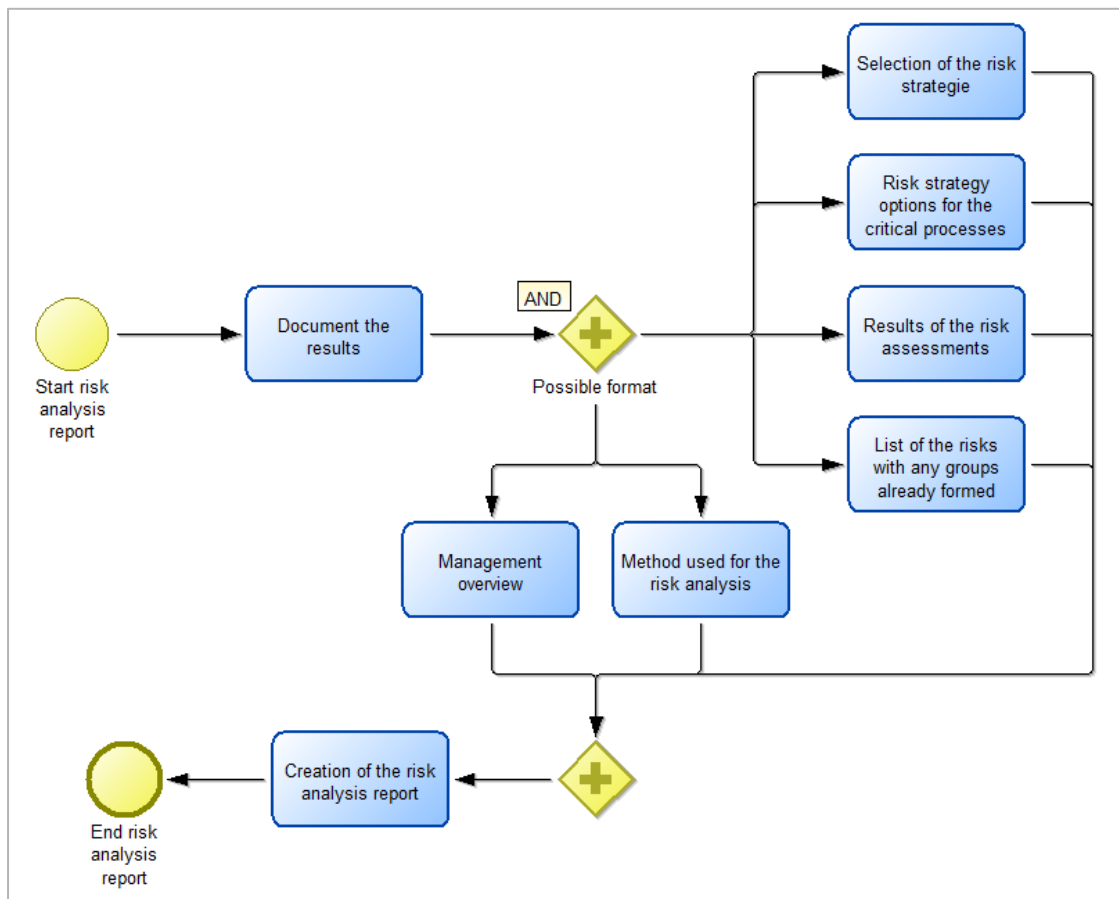 Selection of the risk
strategie
Risk strategy
options for the
critical processes
AND
Document the
results
Results of the risk
assessments
Start risk
analysis
report
Possible format
List of the risks
with any groups
already formed
Management
overview
Method used for the
risk analysis
Creation of the risk
analysis report
End risk
analysis
report